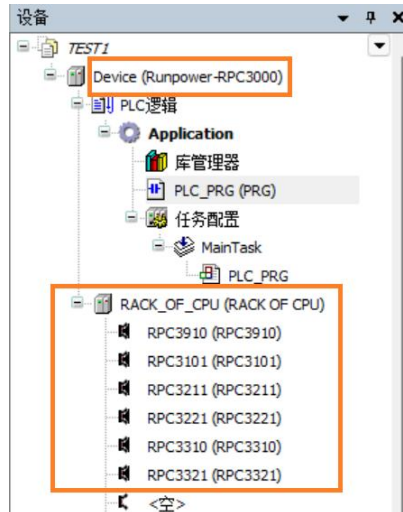 设备
TEST1
Device (Runpower-RPC3000)
PLC逻辑
Application
库管理器
PLC_PRG (PRG)
任务配置
MainTask
PLC_PRG
RACK_OF_CPU (RACK OF CPU)
RPC3910 (RPC3910)
RPC3101 (RPC3101)
RPC3211 (RPC3211)
RPC3221 (RPC3221)
RPC3310 (RPC3310)
RPC3321 (RPC3321)
<空>